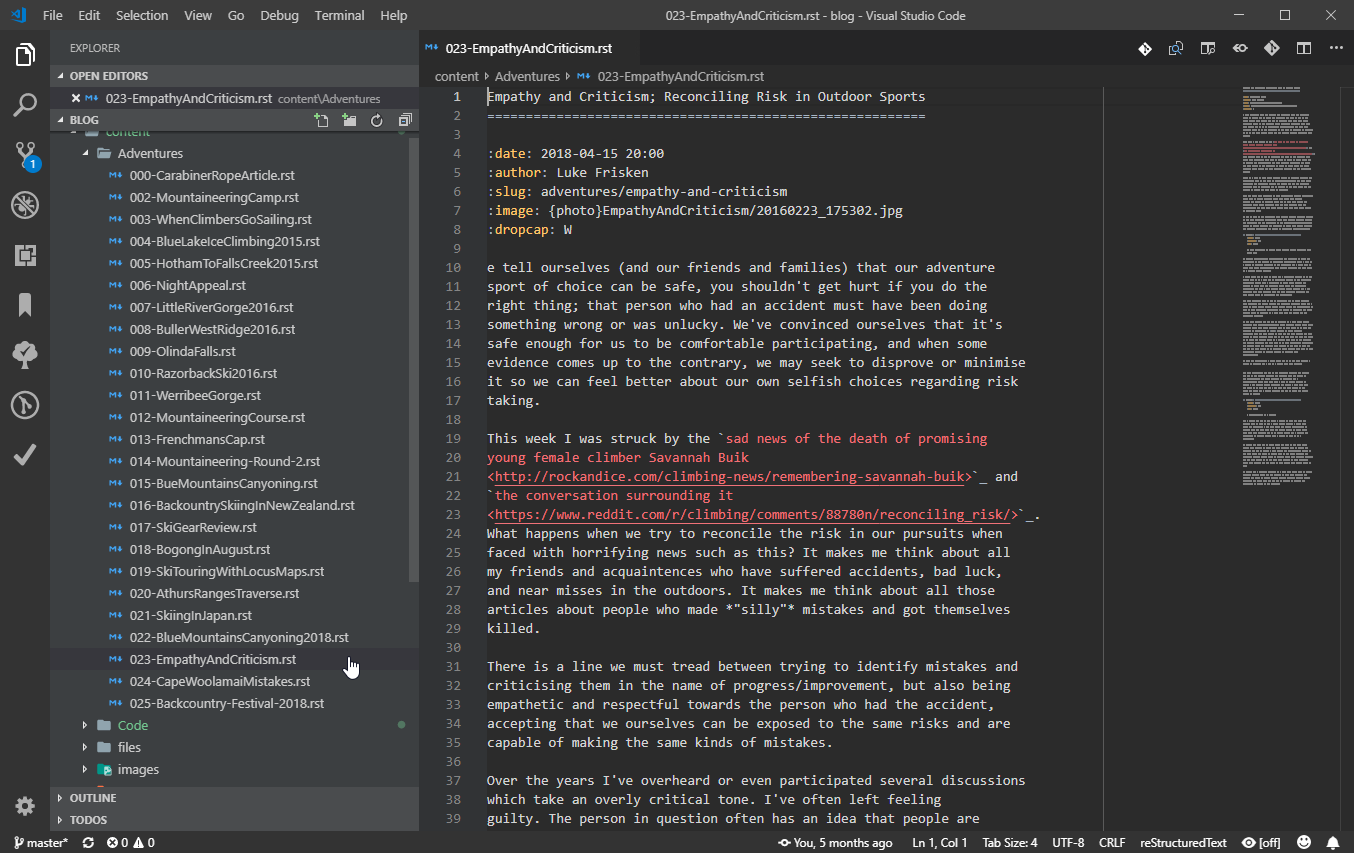 File Edit Selection View Go Debug Terminal Help
023-EmpathyAndCriticism.rst - blog - Visual Studio Code
EXPLORER
OPEN EDITORS
023-EmpathyAndCriticism.rst content\Adventures
BLOG
content
Adventures
000-CarabinerRopeArticle.rst
002-MountaineeringCamp.rst
003-WhenClimbersGoSailing.rst
004-BlueLakeIceClimbing2015.rst
005-HothamToFallsCreek2015.rst
006-NightAppeal.rst
007-LittleRiverGorge2016.rst
008-BullerWestRidge2016.rst
009-OlindaFalls.rst
010-RazorbackSki2016.rst
011-WerribeeGorge.rst
012-MountaineeringCourse.rst
013-FrenchmansCap.rst
014-Mountaineering-Round-2.rst
015-BueMountainsCanyoning.rst
016-BackcountrySkiingInNewZealand.rst
017-SkiGearReview.rst
018-BogongInAugust.rst
019-SkiTouringWithLocusMaps.rst
020-AthursRangesTraverse.rst
021-SkiingInJapan.rst
022-BlueMountainsCanyoning2018.rst
023-EmpathyAndCriticism.rst
024-CapeWoolamaiMistakes.rst
025-Backcountry-Festival-2018.rst
Code
files
images
OUTLINE
TODOS
1
023-EmpathyAndCriticism.rst
content Adventures 023-EmpathyAndCriticism.rst
1 Empathy and Criticism; Reconciling Risk in Outdoor Sports
2 =========================================================
3
4 :date: 2018-04-15 20:00
5 :author: Luke Frisken
6 :slug: adventures/empathy-and-criticism
7 :image: {photo}EmpathyAndCriticism/20160223_175302.jpg
8 :dropcap: W
9
10 e tell ourselves (and our friends and families) that our adventure
11 sport of choice can be safe, you shouldn't get hurt if you do the
12 right thing; that person who had an accident must have been doing
13 something wrong or was unlucky. We've convinced ourselves that it's
14 safe enough for us to be comfortable participating, and when some
15 evidence comes up to the contrary, we may seek to disprove or minimise
16 it so we can feel better about our own selfish choices regarding risk
17 taking.
18
19 This week I was struck by the `sad news of the death of promising
20 young female climber Savannah Buik
21 <http://rockandice.com/climbing-news/remembering-savannah-buik>`_ and
22 `the conversation surrounding it
23 <https://www.reddit.com/r/climbing/comments/88780n/reconciling_risk/>`_.
24 What happens when we try to reconcile the risk in our pursuits when
25 faced with horrifying news such as this? It makes me think about all
26 my friends and acquaintences who have suffered accidents, bad luck,
27 and near misses in the outdoors. It makes me think about all those
28 articles about people who made *"silly"* mistakes and got themselves
29 killed.
30
31 There is a line we must tread between trying to identify mistakes and
32 criticising them in the name of progress/improvement, but also being
33 empathetic and respectful towards the person who had the accident,
34 accepting that we ourselves can be exposed to the same risks and are
35 capable of making the same kinds of mistakes.
36
37 Over the years I've overheard or even participated several discussions
38 which take an overly critical tone. I've often left feeling
39 guilty. The person in question often has an idea that people are
master* 0 0
You, 5 months ago Ln 1, Col 1 Tab Size: 4 UTF-8 CRLF reStructuredText [off]